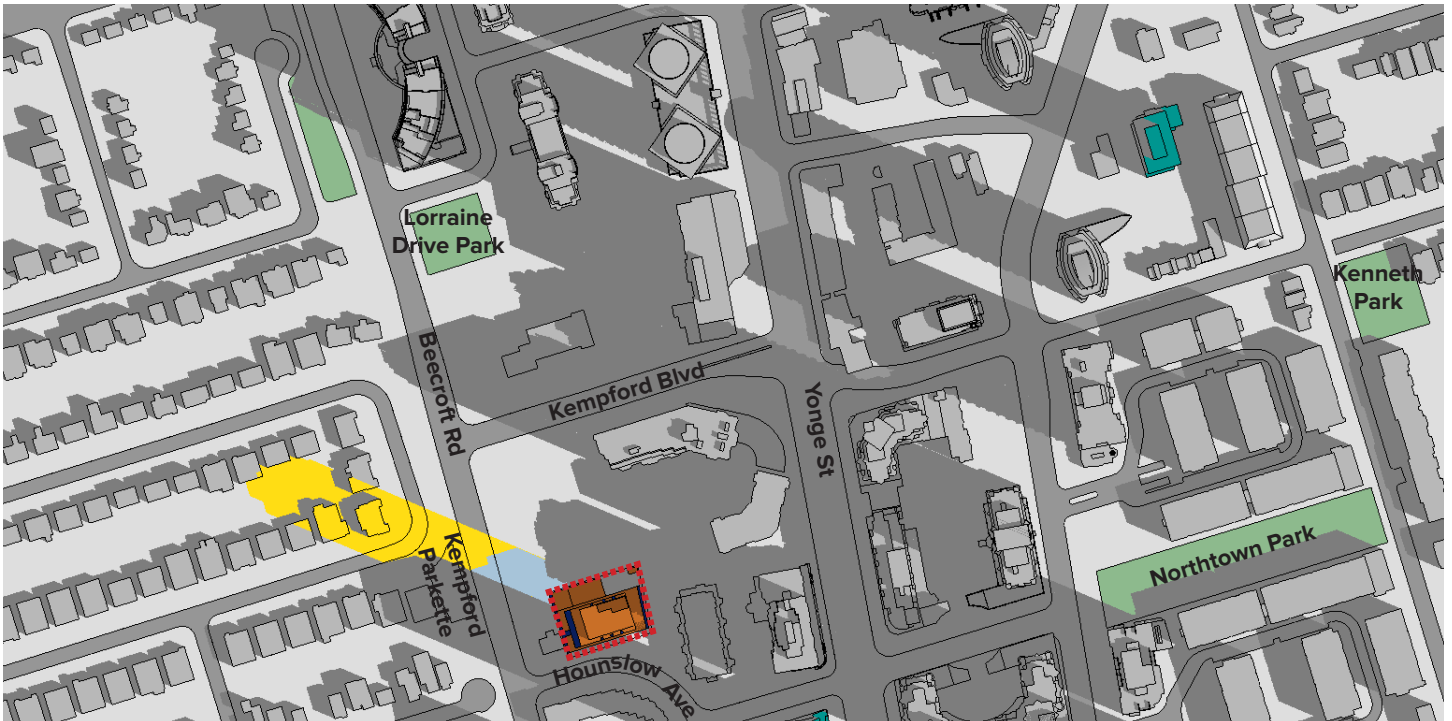 Lorraine
Drive Park
Kenneth
Park
Beecroft Rd
Kempford Blvd
Yonge St
Kempford
Parkette
Northtown Park
Hounslow Ave